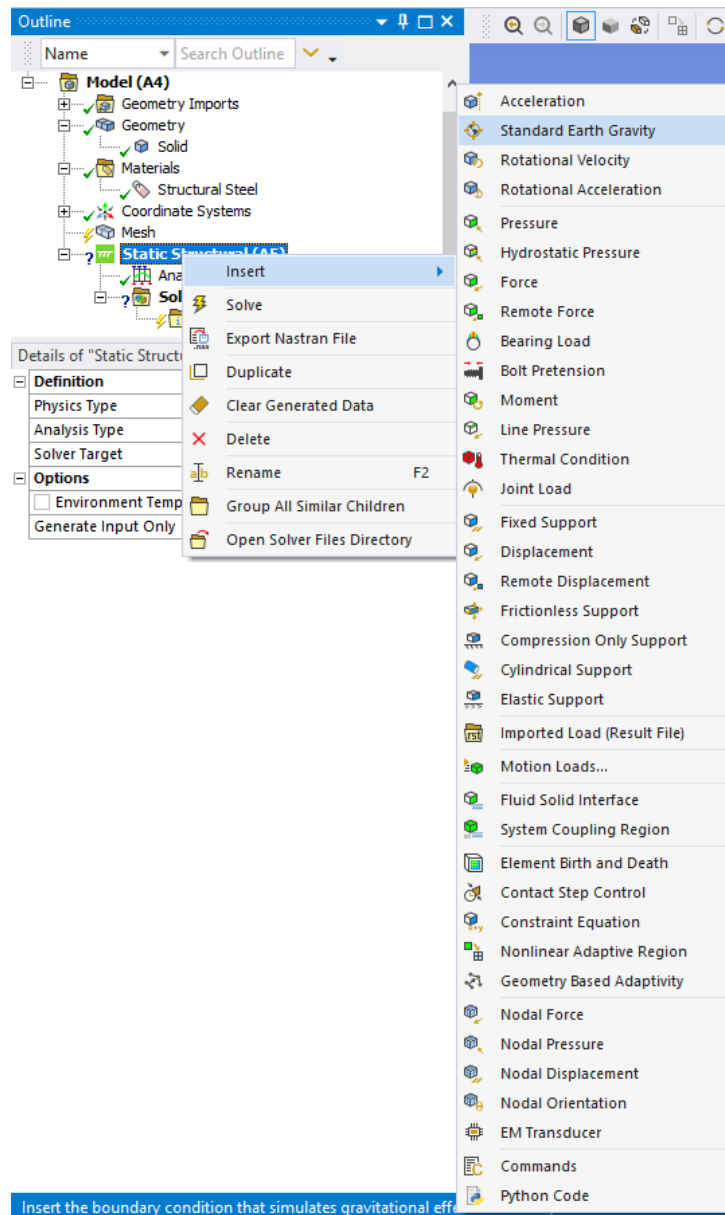 Outline
Name
Search Outline
Model (A4)
Geometry Imports
Geometry
Solid
Materials
Structural Steel
Coordinate Systems
Mesh
Static Structural (A5)
Ana
Sol
Details of "Static Struct
Definition
Physics Type
Analysis Type
Solver Target
Options
Environment Temp
Generate Input Only
Insert
Solve
Export Nastran File
Duplicate
Clear Generated Data
Delete
Rename F2
Group All Similar Children
Open Solver Files Directory
Acceleration
Standard Earth Gravity
Rotational Velocity
Rotational Acceleration
Pressure
Hydrostatic Pressure
Force
Remote Force
Bearing Load
Bolt Pretension
Moment
Line Pressure
Thermal Condition
Joint Load
Fixed Support
Displacement
Remote Displacement
Frictionless Support
Compression Only Support
Cylindrical Support
Elastic Support
Imported Load (Result File)
Motion Loads...
Fluid Solid Interface
System Coupling Region
Element Birth and Death
Contact Step Control
Constraint Equation
Nonlinear Adaptive Region
Geometry Based Adaptivity
Nodal Force
Nodal Pressure
Nodal Displacement
Nodal Orientation
EM Transducer
Commands
Python Code
Insert the boundary condition that simulates gravitational effe